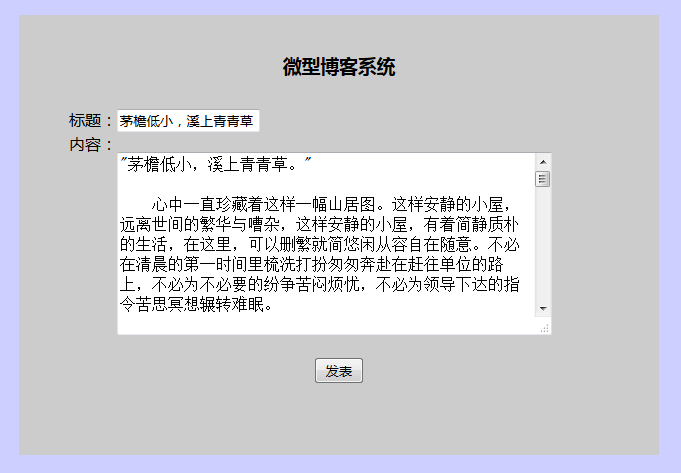 微型博客系统
标题：茅檐低小，溪上青青草
内容：
"茅檐低小，溪上青青草。"
心中一直珍藏着这样一幅山居图。这样安静的小屋，
远离世间的繁华与嘈杂，这样安静的小屋，有着简静质朴
的生活，在这里，可以删繁就简悠闲从容自在随意。不必
在清晨的第一时间里梳洗打扮匆匆奔赴在赶往单位的路
上，不必为不必要的纷争苦闷烦忧，不必为领导下达的指
令苦思冥想辗转难眠。
发表